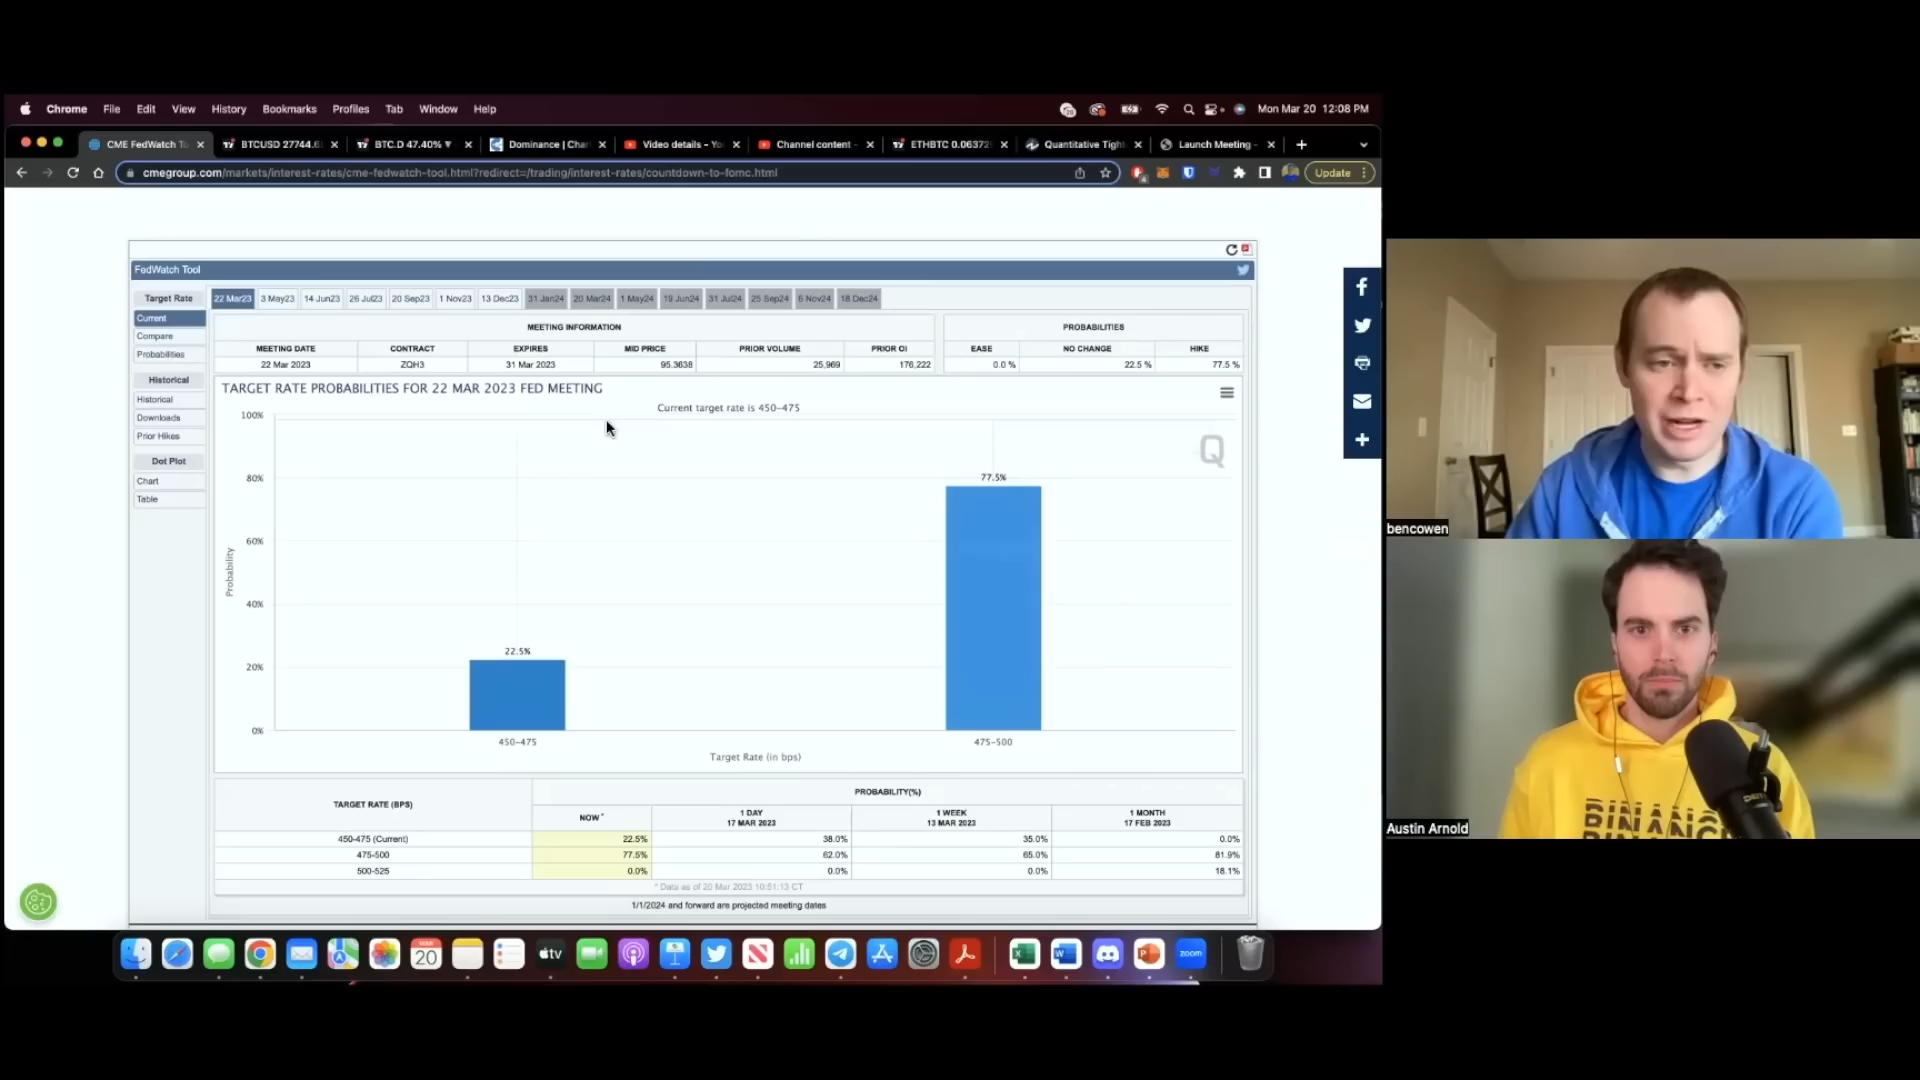 Chrome File Edit View History Bookmarks Profiles Tab Window Help
Mon Mar 20 12:08 PM
CME FedWatch To
BTCUSD 27744.6
BTC.D 47.40% ▼
Dominance | Char
Video details - Yo
Channel content -
ETHBTC 0.0637
Quantitative Tigh
Launch Meeting -
cmegroup.com/markets/interest-rates/cme-fedwatch-tool.html?redirect=/trading/interest-rates/countdown-to-fomc.html
Update
FedWatch Tool
Target Rate
22 Mar23 3 May23 14 Jun23 26 Jul23 20 Sep23 1 Nov23 13 Dec23 31 Jan24 20 Mar24 1 May24 19 Jun24 31 Jul24 25 Sep24 6 Nov24 18 Dec24
Current
Compare
Probabilities
Historical
Historical
Downloads
Prior Hikes
Dot Plot
Chart
Table
MEETING INFORMATION
MEETING DATE CONTRACT EXPIRES MID PRICE PRIOR VOLUME PRIOR OI
22 Mar 2023 ZQH3 31 Mar 2023 95.3638 25,969 176,222
PROBABILITIES
EASE NO CHANGE HIKE
0.0 % 22.5 % 77.5 %
TARGET RATE PROBABILITIES FOR 22 MAR 2023 FED MEETING
Current target rate is 450-475
Q
100%
80%
60%
40%
20%
0%
Probability
22.5%
77.5%
450-475
475-500
Target Rate (in bps)
TARGET RATE (BPS)
PROBABILITY(%)
NOW *
1 DAY
17 MAR 2023
1 WEEK
13 MAR 2023
1 MONTH
17 FEB 2023
450-475 (Current) 22.5% 38.0% 35.0% 0.0%
475-500 77.5% 62.0% 65.0% 81.9%
500-525 0.0% 0.0% 0.0% 18.1%
* Data as of 20 Mar 2023 10:51:13 CT
1/1/2024 and forward are projected meeting dates
MAR
20
tv
zoom
bencowen
BINANC
Austin Arnold